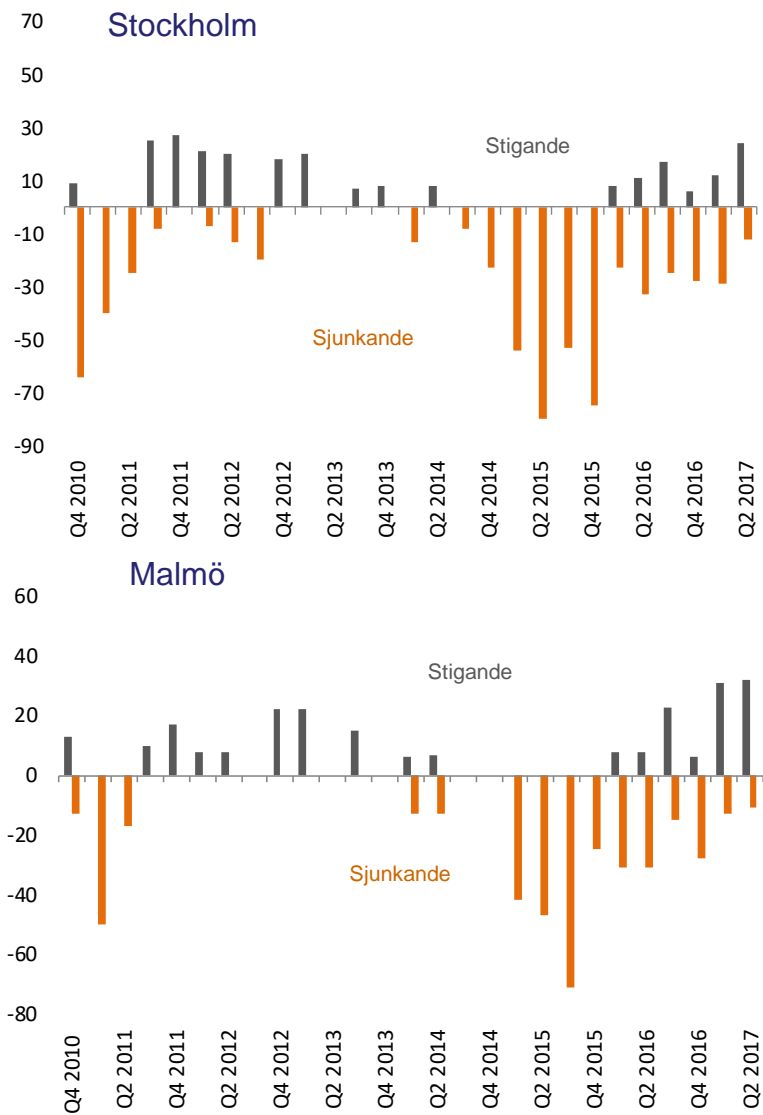 Stockholm
70
50
30
10
-10
-30
-50
-70
-90
Stigande
Sjunkande
Q4 2010
Q2 2011
Q4 2011
Q2 2012
Q4 2012
Q2 2013
Q4 2013
Q2 2014
Q4 2014
Q2 2015
Q4 2015
Q2 2016
Q4 2016
Q2 2017
Malmö
60
40
20
0
-20
-40
-60
-80
Stigande
Sjunkande
Q4 2010
Q2 2011
Q4 2011
Q2 2012
Q4 2012
Q2 2013
Q4 2013
Q2 2014
Q4 2014
Q2 2015
Q4 2015
Q2 2016
Q4 2016
Q2 2017